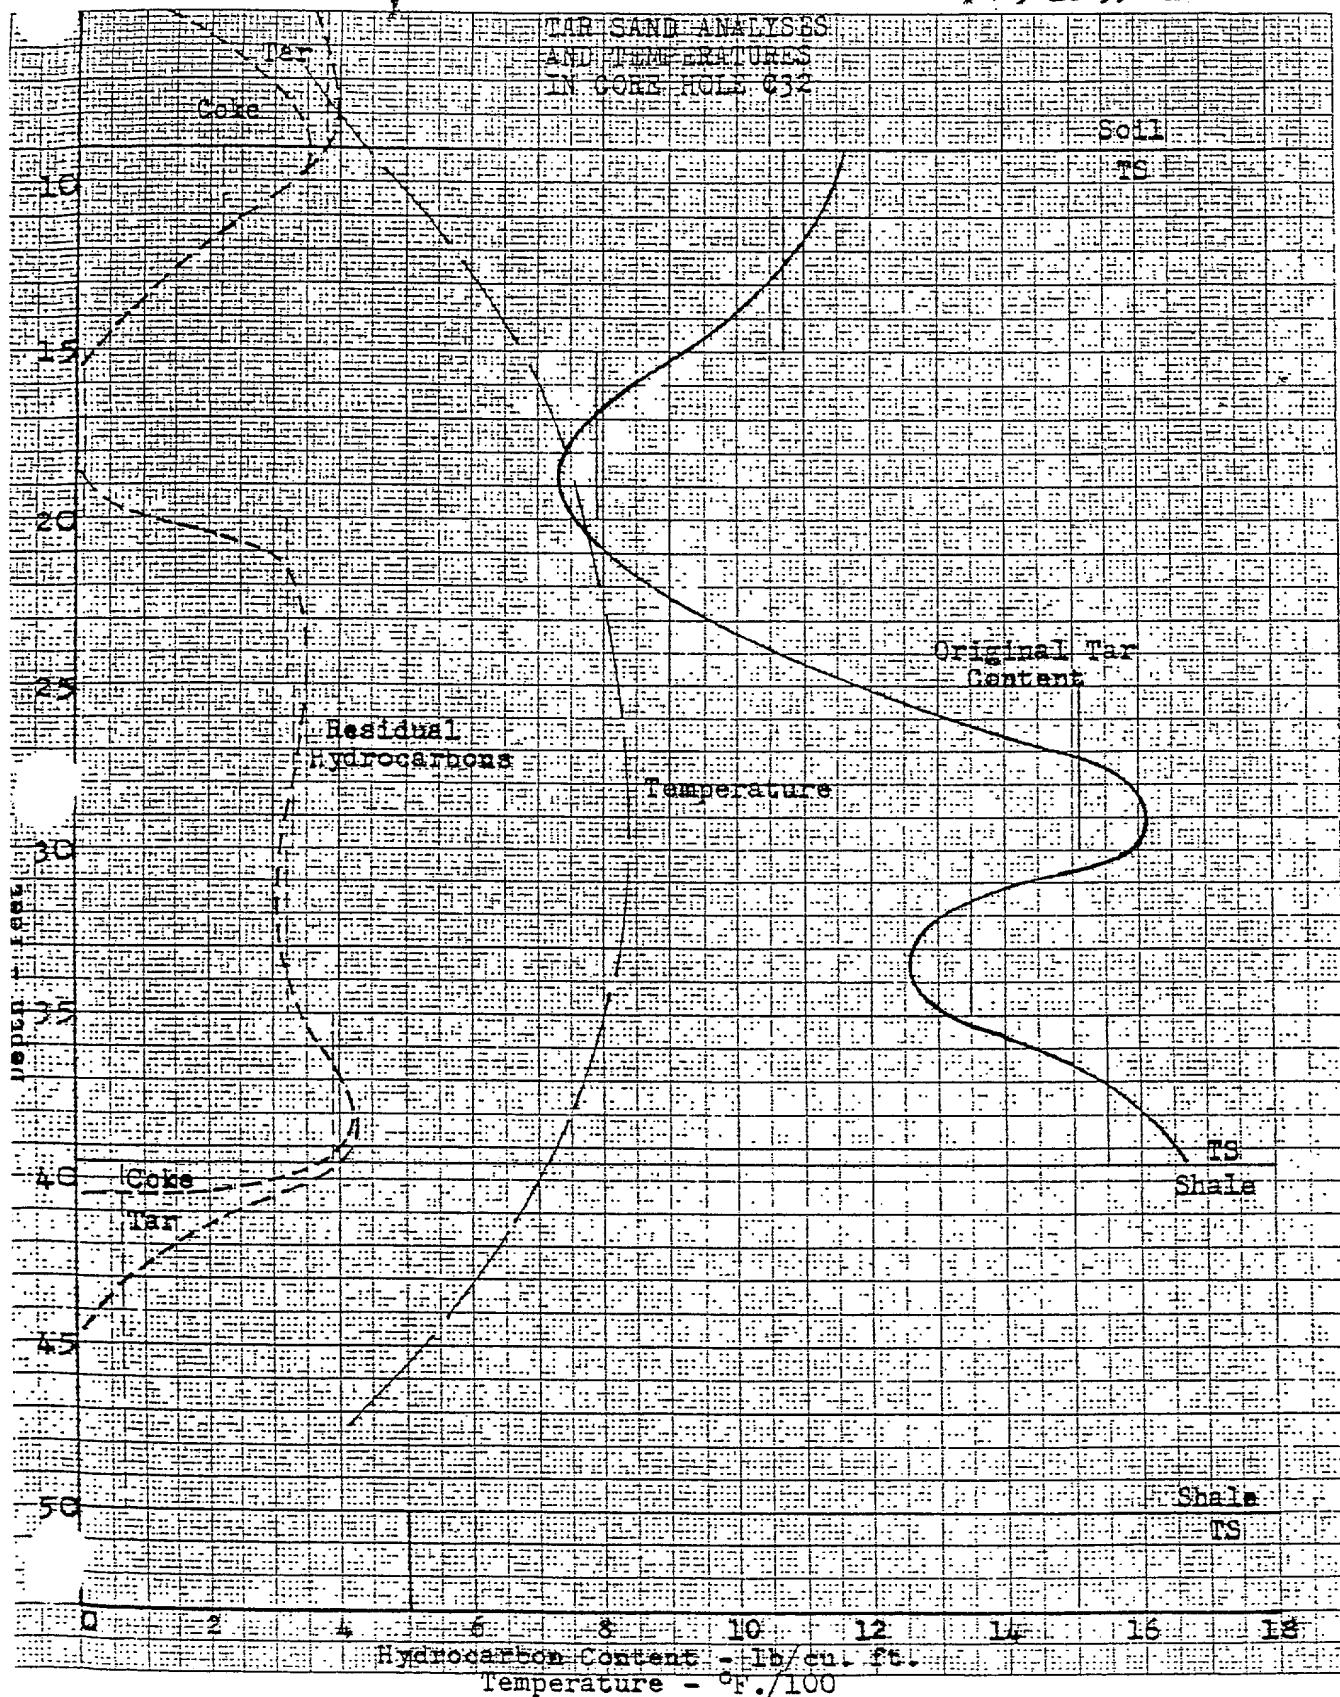 TAR SAND ANALYSES
AND TEMPERATURES
IN CORE HOLE C32
Tar
Coke
Soil
TS
10
15
20
Original Tar
Content
25
Residual
Hydrocarbons
Temperature
30
Depth - feet
35
TS
40
Coke
Shale
Tar
45
50
Shale
TS
0 2 4 6 8 10 12 14 16 18
Hydrocarbon Content - lb/cu. ft.
Temperature - °F./100